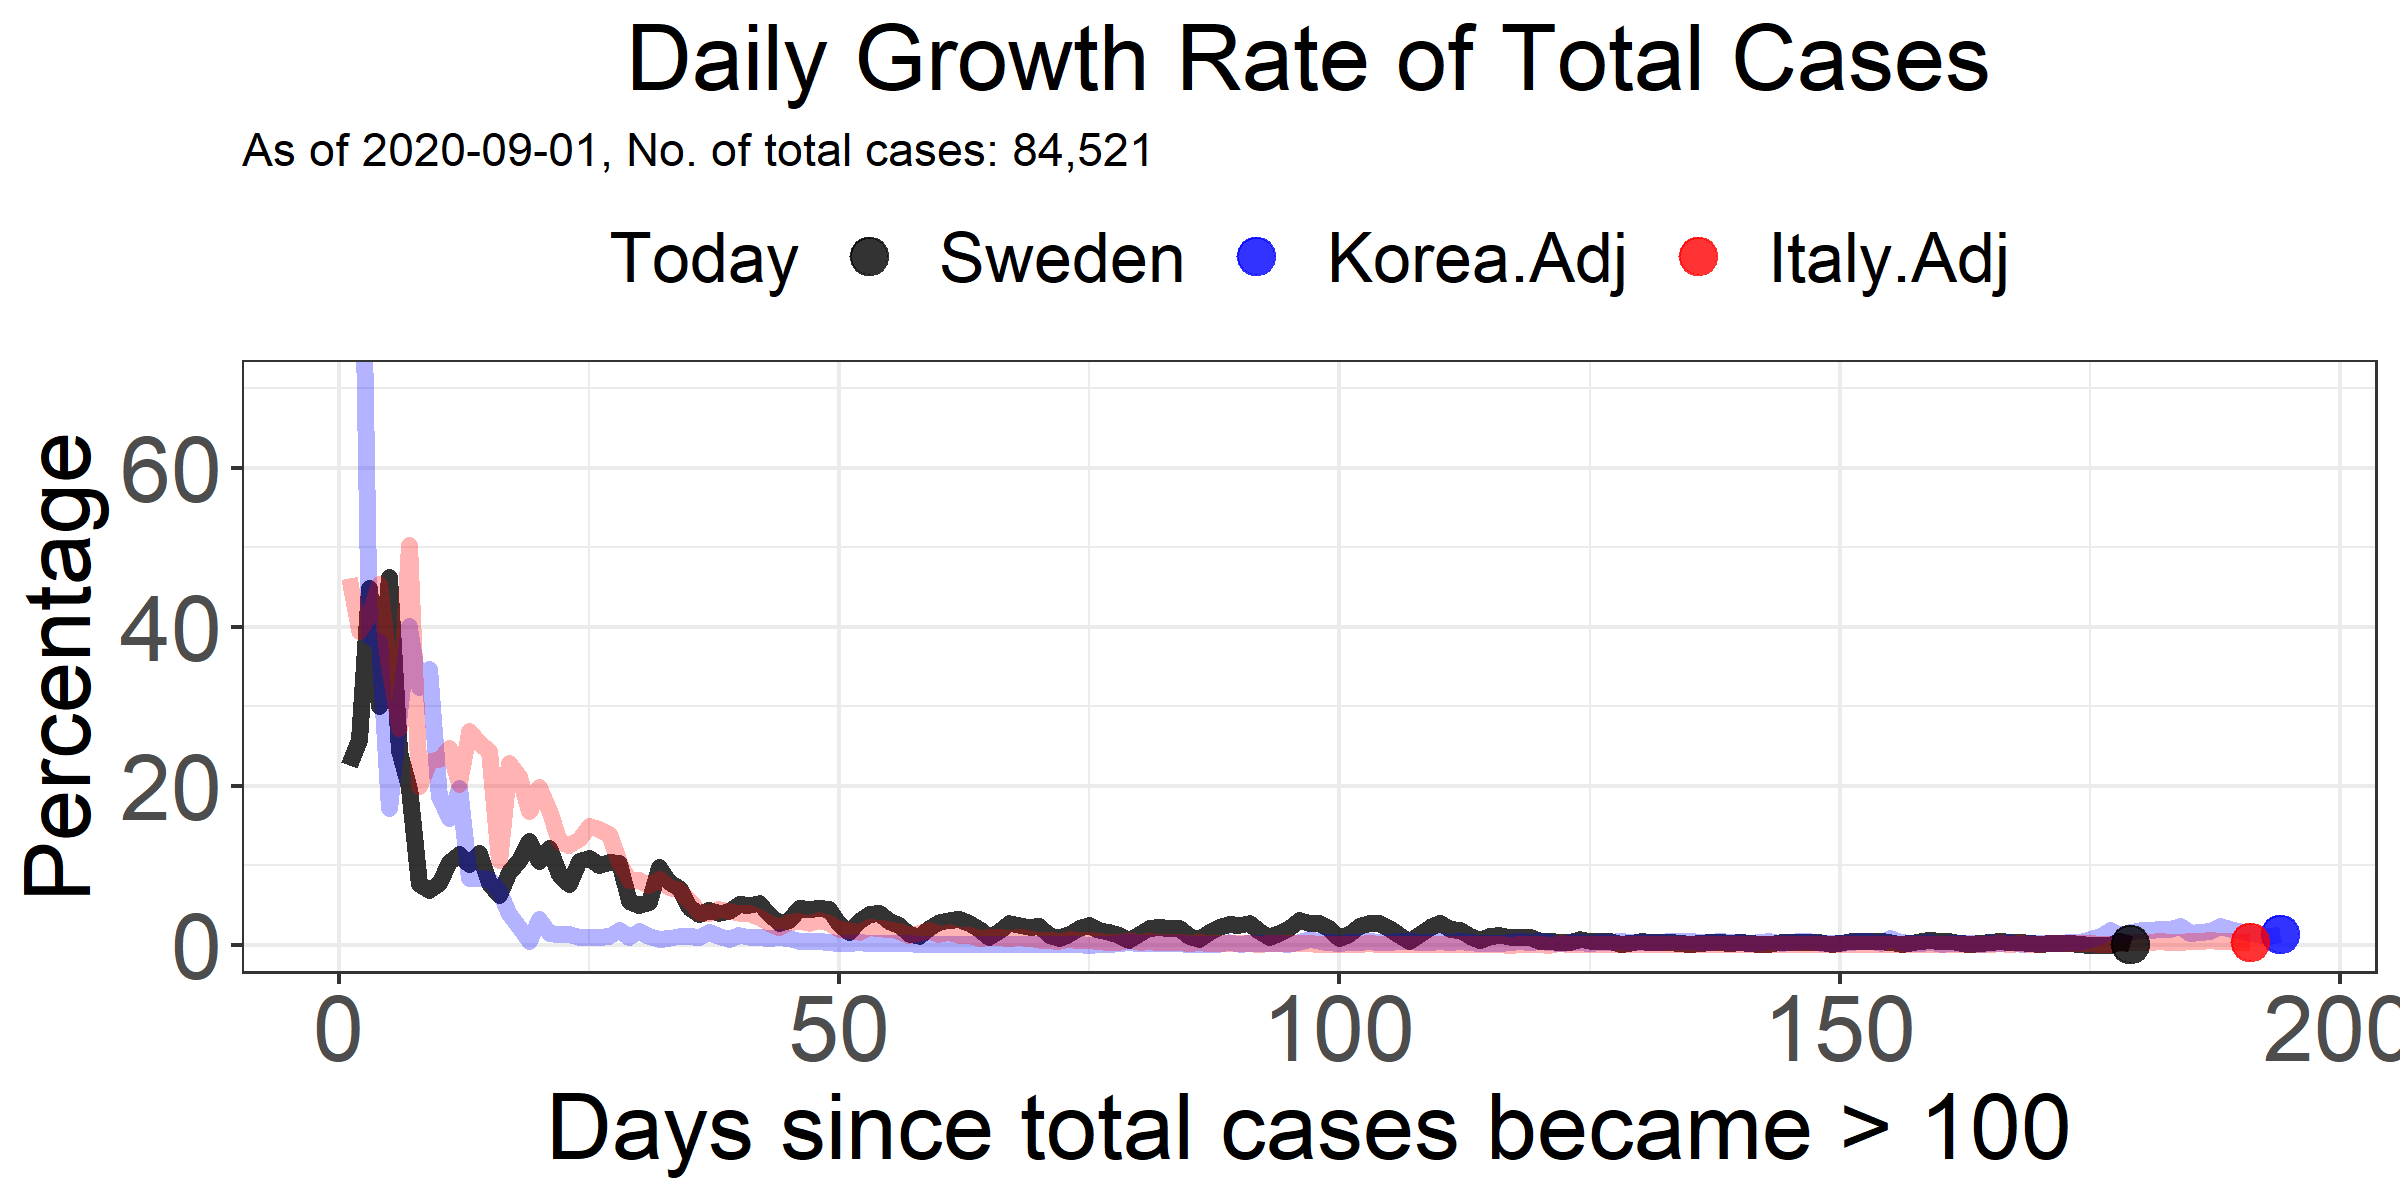 Daily Growth Rate of Total Cases
As of 2020-09-01, No. of total cases: 84,521
Today Sweden Korea.Adj Italy.Adj
Percentage
60
40
20
0
0 50 100 150 200
Days since total cases became > 100